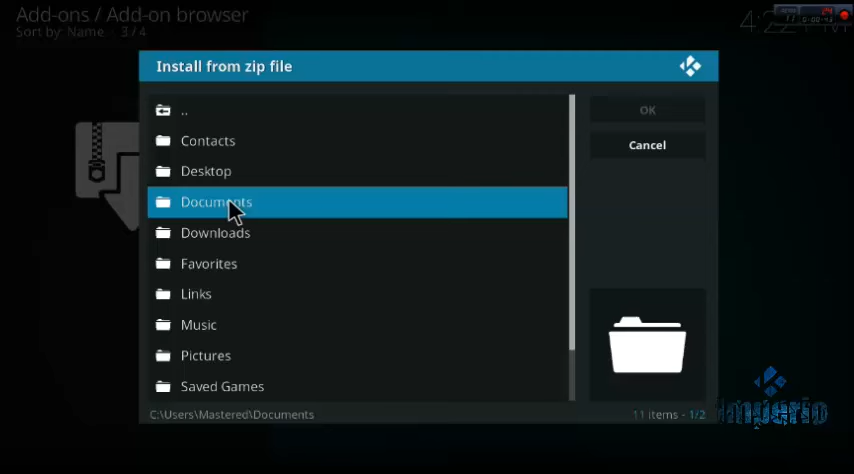 Add-ons / Add-on browser
Sort by: Name · 3 / 4
Install from zip file
..
Contacts
Desktop
Documents
Downloads
Favorites
Links
Music
Pictures
Saved Games
OK
Cancel
C:\Users\Mastered\Documents
11 items - 1/2
Imperio